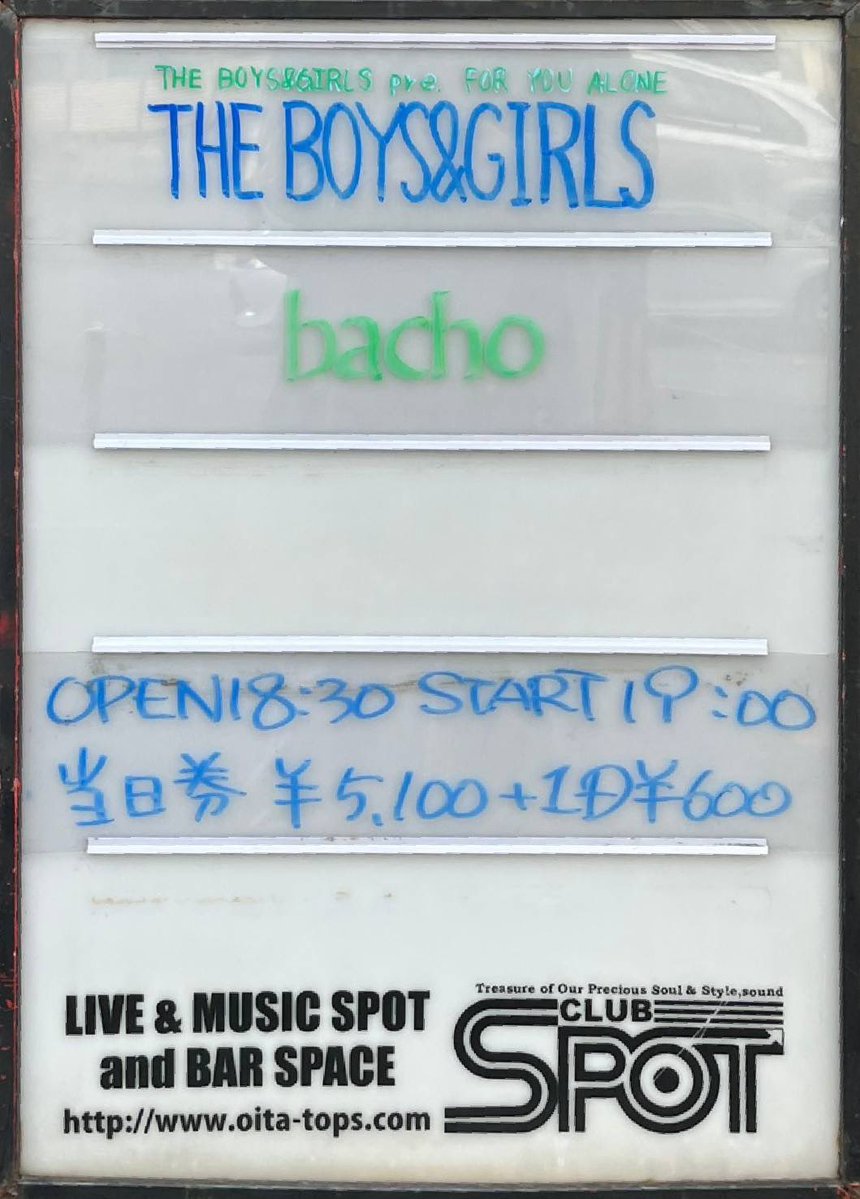 THE BOYS&GIRLS pre. FOR YOU ALONE
THE BOYS&GIRLS
bacho
OPEN18:30 START 19:00
当日券 ¥5,100+1D¥600
LIVE & MUSIC SPOT
and BAR SPACE
http://www.oita-tops.com
Treasure of Our Precious Soul & Style,sound
CLUB
SPOT